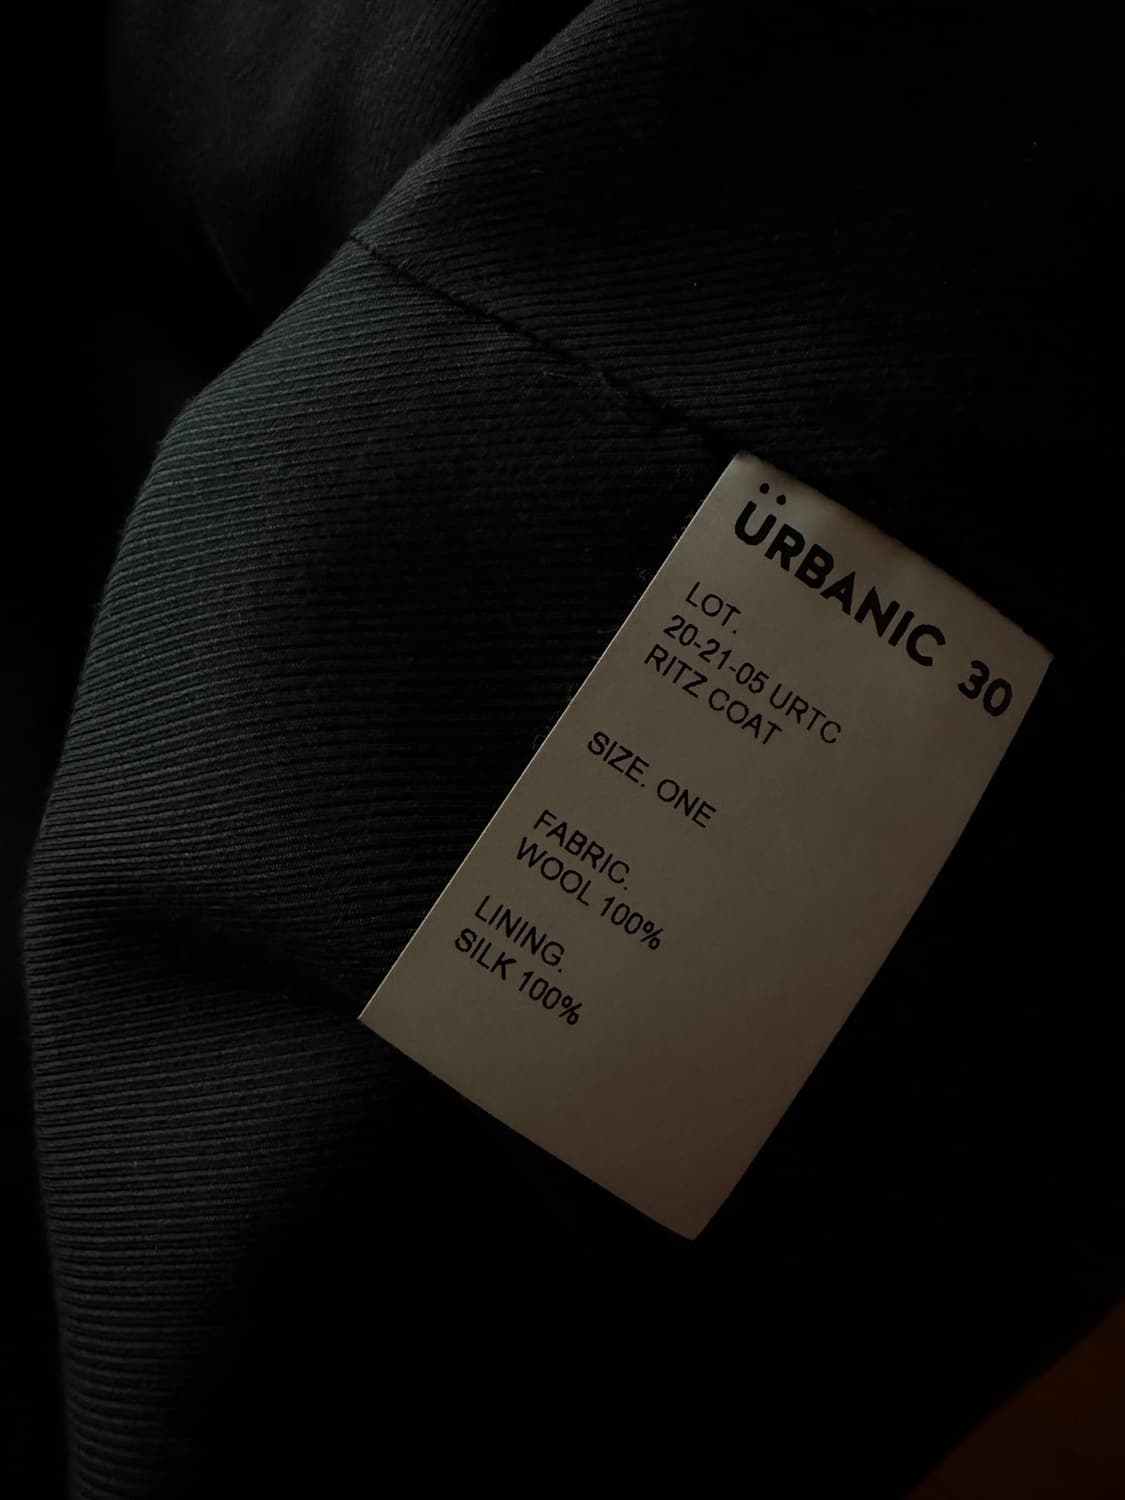 ÜRBANIC 30
LOT.
20-21-05 URTC
RITZ COAT
SIZE. ONE
FABRIC.
WOOL 100%
LINING.
SILK 100%